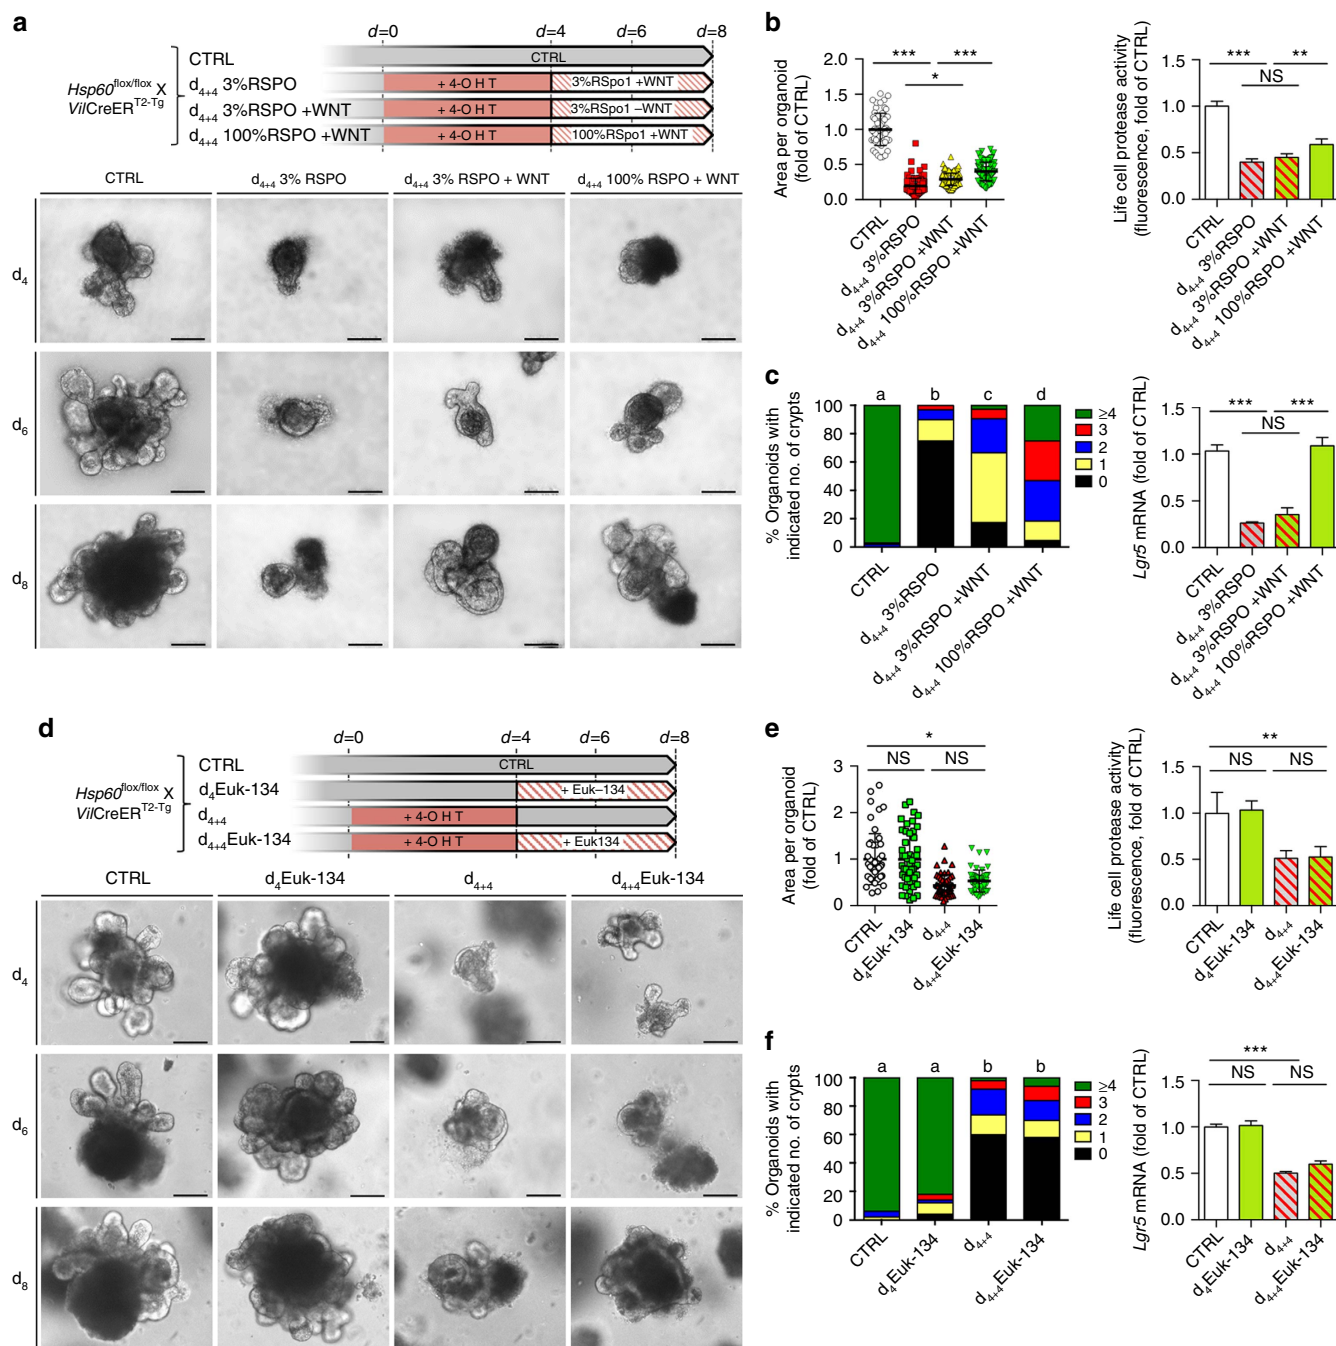 a
d=0 d=4 d=6 d=8
Hsp60flox/flox X
VilCreERT2-Tg
CTRL
CTRL
d4+4 3%RSPO
+ 4-O H T
3%RSpo1 +WNT
d4+4 3%RSPO +WNT
+ 4-O H T
3%RSpo1 –WNT
d4+4 100%RSPO +WNT
+ 4-O H T
100%RSpo1 +WNT
CTRL
d4+4 3% RSPO
d4+4 3% RSPO + WNT
d4+4 100% RSPO + WNT
d4
d6
d8
b
Area per organoid
(fold of CTRL)
2.0
1.5
1.0
0.5
0.0
*** ***
*
CTRL
d4+4 3%RSPO
d4+4 3%RSPO +WNT
d4+4 100%RSPO +WNT
Life cell protease activity
(fluorescence, fold of CTRL)
1.5
1.0
0.5
0.0
*** **
NS
CTRL
d4+4 3%RSPO
d4+4 3%RSPO +WNT
d4+4 100%RSPO +WNT
c
% Organoids with
indicated no. of crypts
100
80
60
40
20
0
a b c d
≥4
3
2
1
0
CTRL
d4+4 3%RSPO
d4+4 3%RSPO +WNT
d4+4 100%RSPO +WNT
Lgr5 mRNA (fold of CTRL)
1.5
1.0
0.5
0.0
*** ***
NS
CTRL
d4+4 3%RSPO
d4+4 3%RSPO +WNT
d4+4 100%RSPO +WNT
d
d=0 d=4 d=6 d=8
Hsp60flox/flox X
VilCreERT2-Tg
CTRL
CTRL
d4Euk-134
+ Euk–134
d4+4
+ 4-O H T
d4+4Euk-134
+ 4-O H T
+ Euk134
CTRL
d4Euk-134
d4+4
d4+4Euk-134
d4
d6
d8
e
Area per organoid
(fold of CTRL)
3
2
1
0
*
NS NS
CTRL
d4Euk-134
d4+4
d4+4Euk-134
Life cell protease activity
(fluorescence, fold of CTRL)
1.5
1.0
0.5
0.0
**
NS NS
CTRL
d4Euk-134
d4+4
d4+4Euk-134
f
% Organoids with
indicated no. of crypts
100
80
60
40
20
0
a a b b
≥4
3
2
1
0
CTRL
d4Euk-134
d4+4
d4+4Euk-134
Lgr5 mRNA (fold of CTRL)
1.5
1.0
0.5
0.0
***
NS NS
CTRL
d4Euk-134
d4+4
d4+4Euk-134